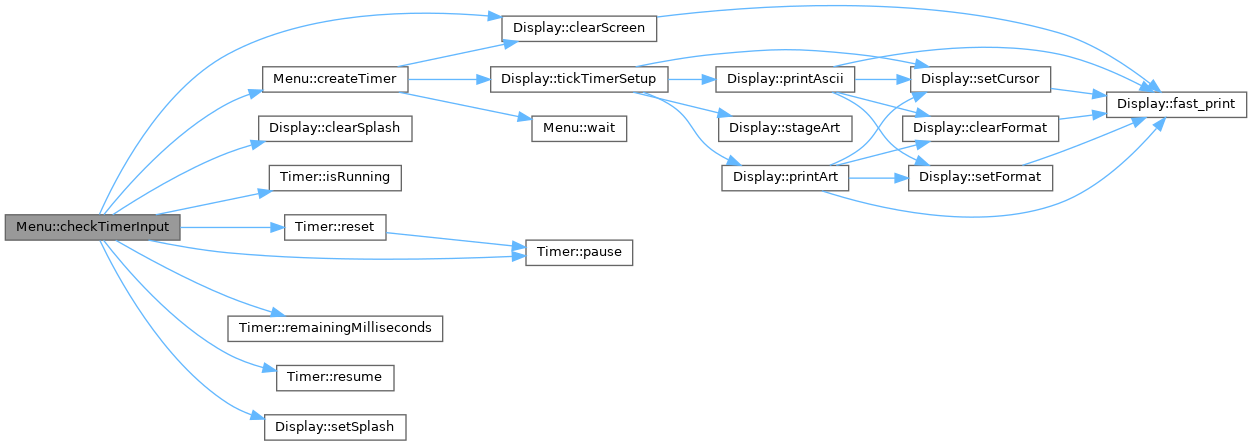 Menu::checkTimerInput
Display::clearScreen
Menu::createTimer
Display::tickTimerSetup
Display::printAscii
Display::setCursor
Display::fast_print
Display::clearSplash
Menu::wait
Display::stageArt
Display::clearFormat
Timer::isRunning
Display::printArt
Display::setFormat
Timer::reset
Timer::pause
Timer::remainingMilliseconds
Timer::resume
Display::setSplash